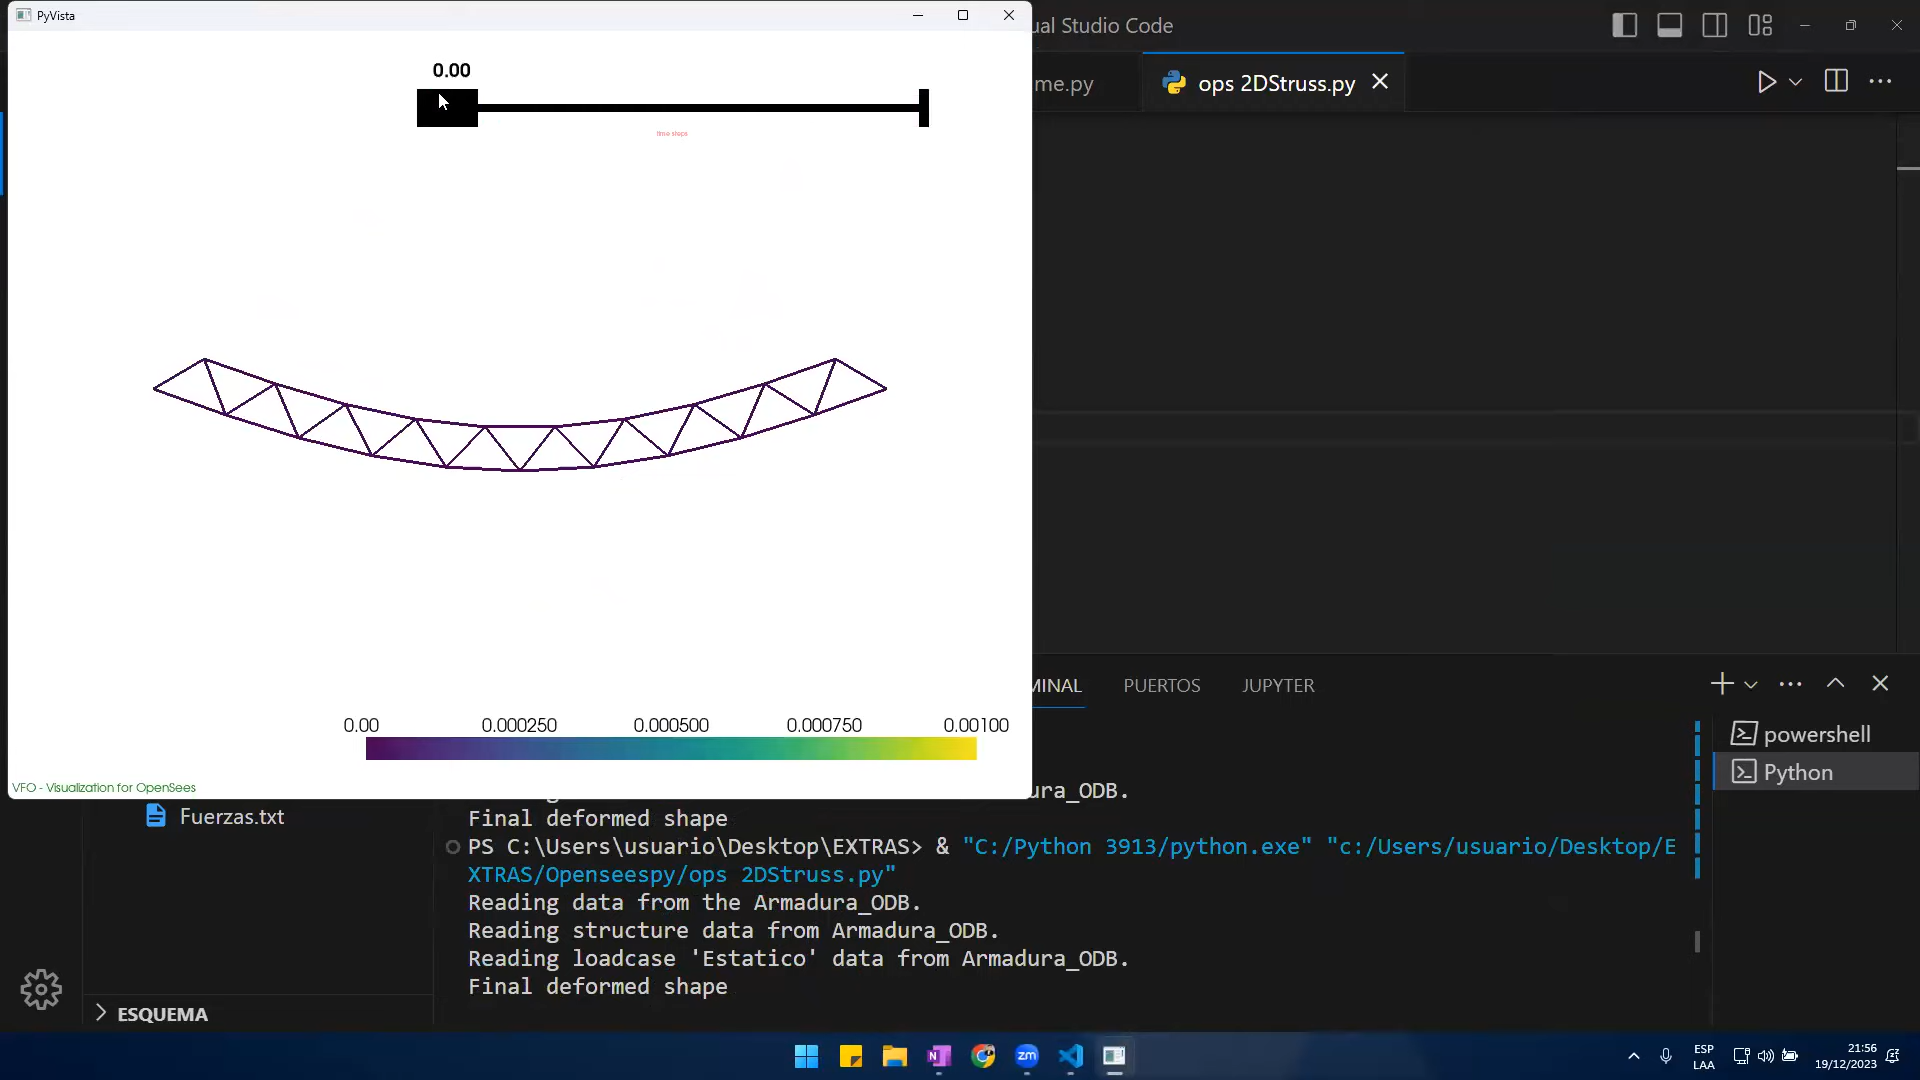 PyVista
ual Studio Code
0.00
time steps
me.py
ops 2DStruss.py
0.00 0.000250 0.000500 0.000750 0.00100
VFO - Visualization for OpenSees
MINAL PUERTOS JUPYTER
powershell
Python
Fuerzas.txt
ESQUEMA
ura_ODB.
Final deformed shape
PS C:\Users\usuario\Desktop\EXTRAS> & "C:/Python 3913/python.exe" "c:/Users/usuario/Desktop/E
XTRAS/Openseespy/ops 2DStruss.py"
Reading data from the Armadura_ODB.
Reading structure data from Armadura_ODB.
Reading loadcase 'Estatico' data from Armadura_ODB.
Final deformed shape
N
zm
ESP
LAA
21:56
19/12/2023